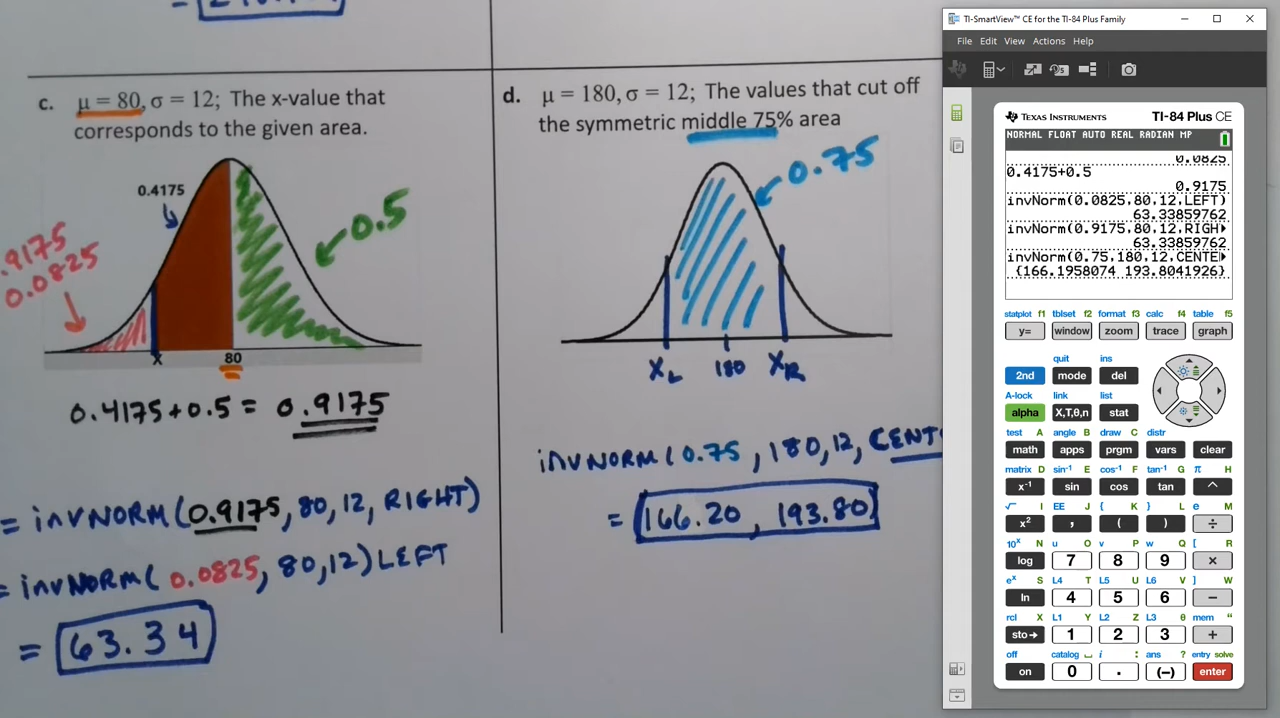 c. μ = 80, σ = 12; The x-value that
corresponds to the given area.
0.4175
0.5
.9175
0.0825
x
80
0.4175+0.5 = 0.9175
= invNORM(0.9175, 80, 12, RIGHT)
= invNORM( 0.0825, 80,12) LEFT
= 63.34
d. μ = 180, σ = 12; The values that cut off
the symmetric middle 75% area
0.75
XL 180 XR
invNORM(0.75, 180, 12, CENT
= 166.20, 193.80
TI-SmartView™ CE for the TI-84 Plus Family
File Edit View Actions Help
TEXAS INSTRUMENTS TI-84 Plus CE
NORMAL FLOAT AUTO REAL RADIAN MP
0.0825
0.4175+0.5
0.9175
invNorm(0.0825,80,12,LEFT)
63.33859762
invNorm(0.9175,80,12,RIGH
63.33859762
invNorm(0.75,180,12,CENTE
{166.1958074 193.8041926}
statplot f1 tblset f2 format f3 calc f4 table f5
y= window zoom trace graph
quit ins
2nd mode del
A-lock link list
alpha X,T,θ,n stat
test A angle B draw C distr
math apps prgm vars clear
matrix D sin⁻¹ E cos⁻¹ F tan⁻¹ G π H
x⁻¹ sin cos tan ^
√ I EE J { K } L e M
x² , ( ) ÷
10ˣ N u O v P w Q [ R
log 7 8 9 ×
eˣ S L4 T L5 U L6 V ] W
ln 4 5 6 −
rcl X L1 Y L2 Z L3 θ mem "
sto→ 1 2 3 +
off catalog i : ans ? entry solve
on 0 . (−) enter